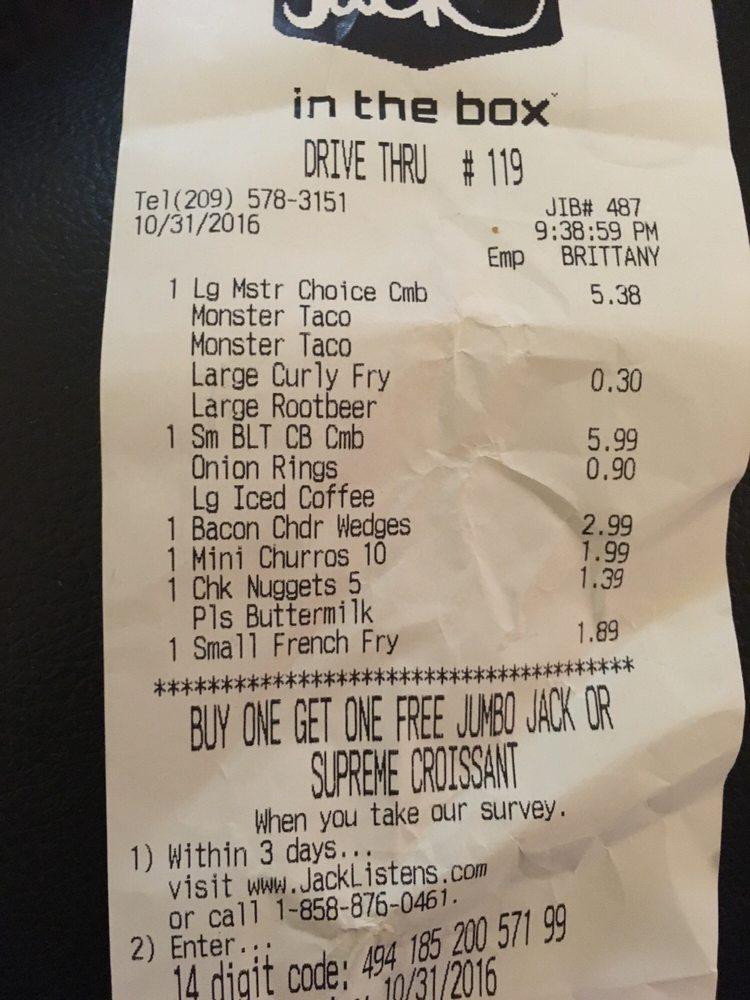 Jack
in the box
DRIVE THRU # 119
Tel(209) 578-3151
JIB# 487
10/31/2016
9:38:59 PM
Emp BRITTANY
1 Lg Mstr Choice Cmb 5.38
Monster Taco
Monster Taco
Large Curly Fry 0.30
Large Rootbeer
1 Sm BLT CB Cmb 5.99
Onion Rings 0.90
Lg Iced Coffee
1 Bacon Chdr Wedges 2.99
1 Mini Churros 10 1.99
1 Chk Nuggets 5 1.39
Pls Buttermilk
1 Small French Fry 1.89
****************************************
BUY ONE GET ONE FREE JUMBO JACK OR
SUPREME CROISSANT
When you take our survey.
1) Within 3 days...
visit www.JackListens.com
or call 1-858-876-0461.
2) Enter...
14 digit code: 494 185 200 571 99
10/31/2016